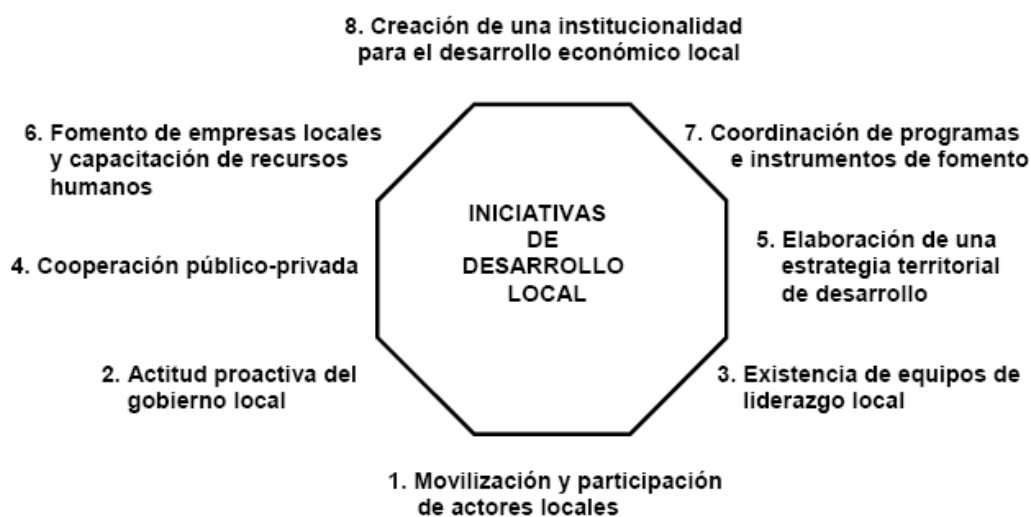 8. Creación de una institucionalidad
para el desarrollo económico local
6. Fomento de empresas locales
y capacitación de recursos
humanos
7. Coordinación de programas
e instrumentos de fomento
INICIATIVAS
DE
DESARROLLO
LOCAL
4. Cooperación público-privada
5. Elaboración de una
estrategia territorial
de desarrollo
2. Actitud proactiva del
gobierno local
3. Existencia de equipos de
liderazgo local
1. Movilización y participación
de actores locales